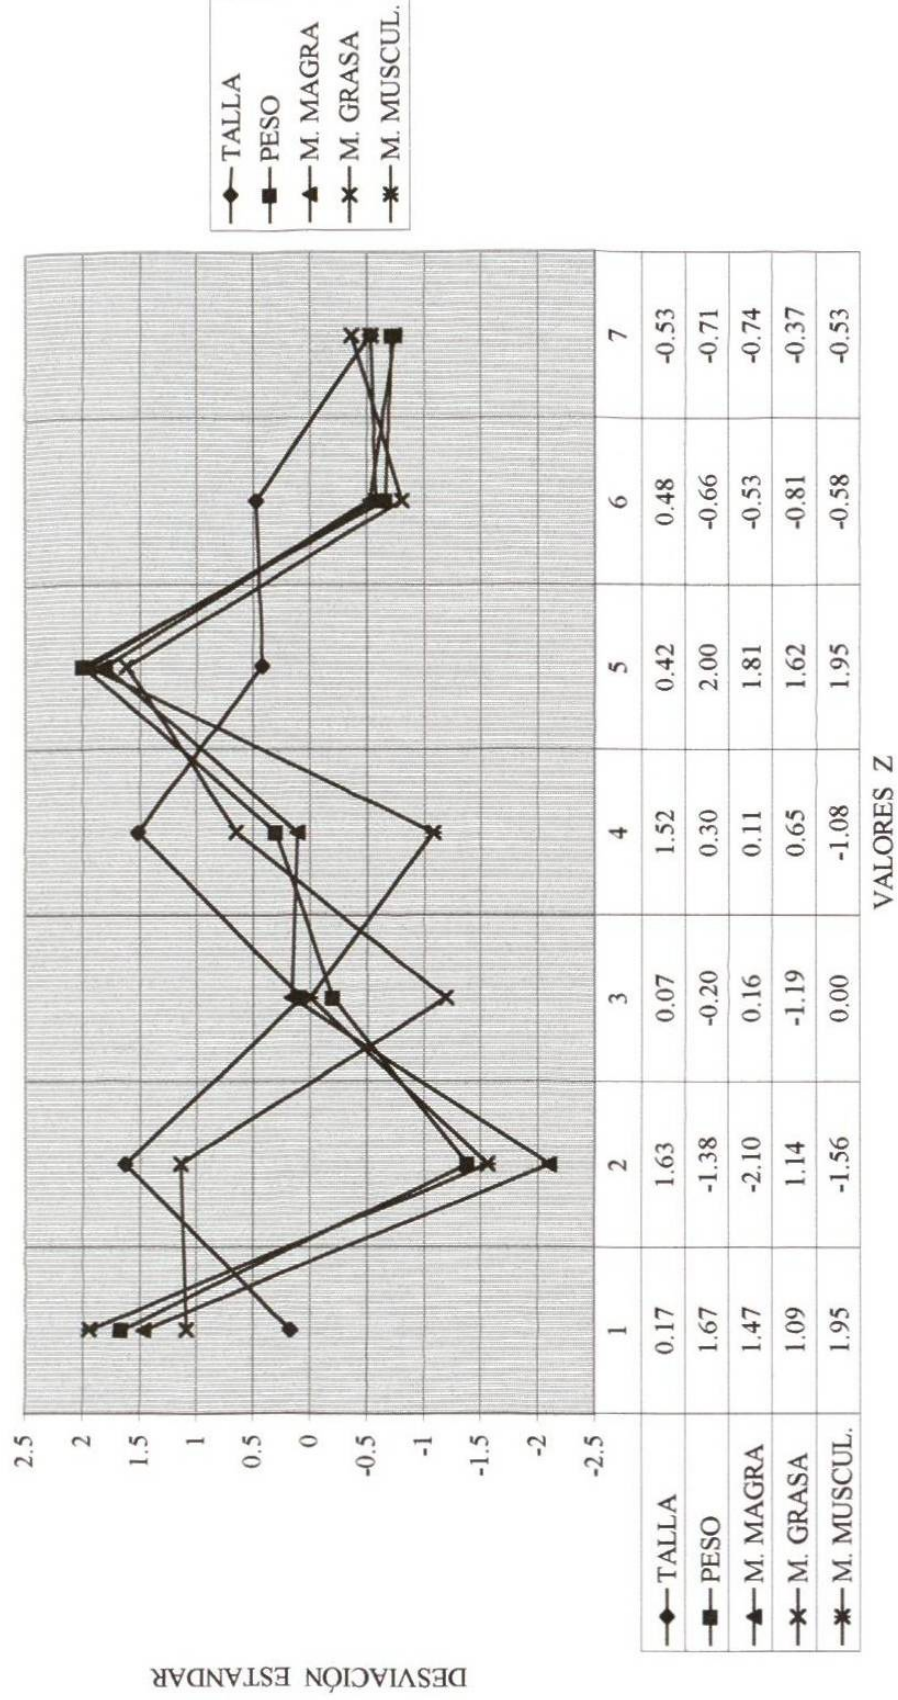 DESVIACIÓN ESTANDAR
2.5
2
1.5
1
0.5
0
-0.5
-1
-1.5
-2
-2.5
1 2 3 4 5 6 7
TALLA 0.17 1.63 0.07 1.52 0.42 0.48 -0.53
PESO 1.67 -1.38 -0.20 0.30 2.00 -0.66 -0.71
M. MAGRA 1.47 -2.10 0.16 0.11 1.81 -0.53 -0.74
M. GRASA 1.09 1.14 -1.19 0.65 1.62 -0.81 -0.37
M. MUSCUL. 1.95 -1.56 0.00 -1.08 1.95 -0.58 -0.53
VALORES Z
TALLA
PESO
M. MAGRA
M. GRASA
M. MUSCUL.